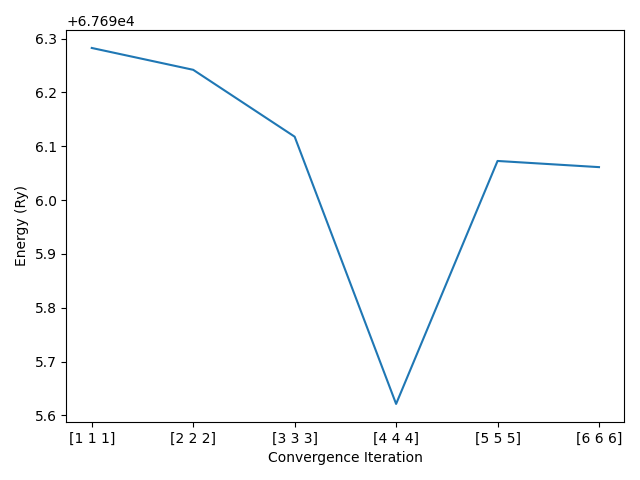 +6.769e4
6.3
6.2
6.1
6.0
5.9
5.8
5.7
5.6
Energy (Ry)
[1 1 1] [2 2 2] [3 3 3] [4 4 4] [5 5 5] [6 6 6]
Convergence Iteration